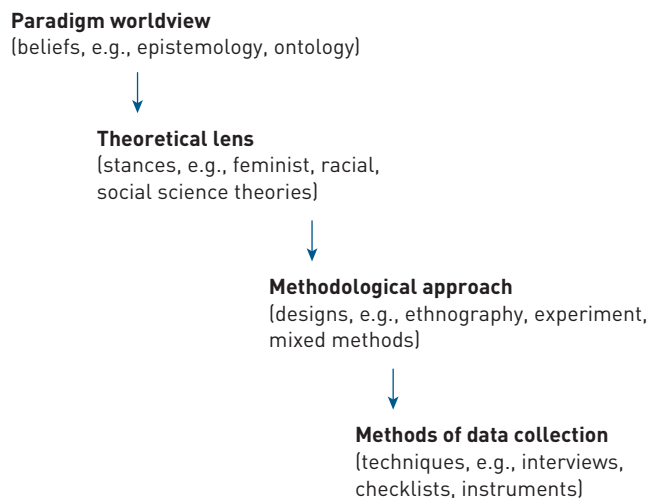 Paradigm worldview
(beliefs, e.g., epistemology, ontology)
Theoretical lens
(stances, e.g., feminist, racial,
social science theories)
Methodological approach
(designs, e.g., ethnography, experiment,
mixed methods)
Methods of data collection
(techniques, e.g., interviews,
checklists, instruments)